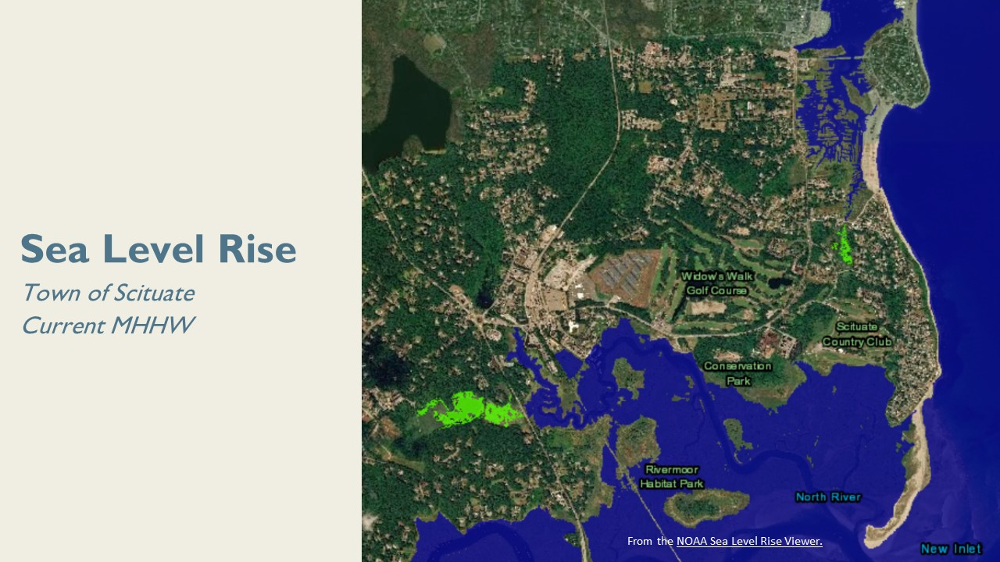 Sea Level Rise
Town of Scituate
Current MHHW
Widow's Walk
Golf Course
Scituate
Country Club
Conservation
Park
Rivermoor
Habitat Park
North River
From the NOAA Sea Level Rise Viewer.
New Inlet